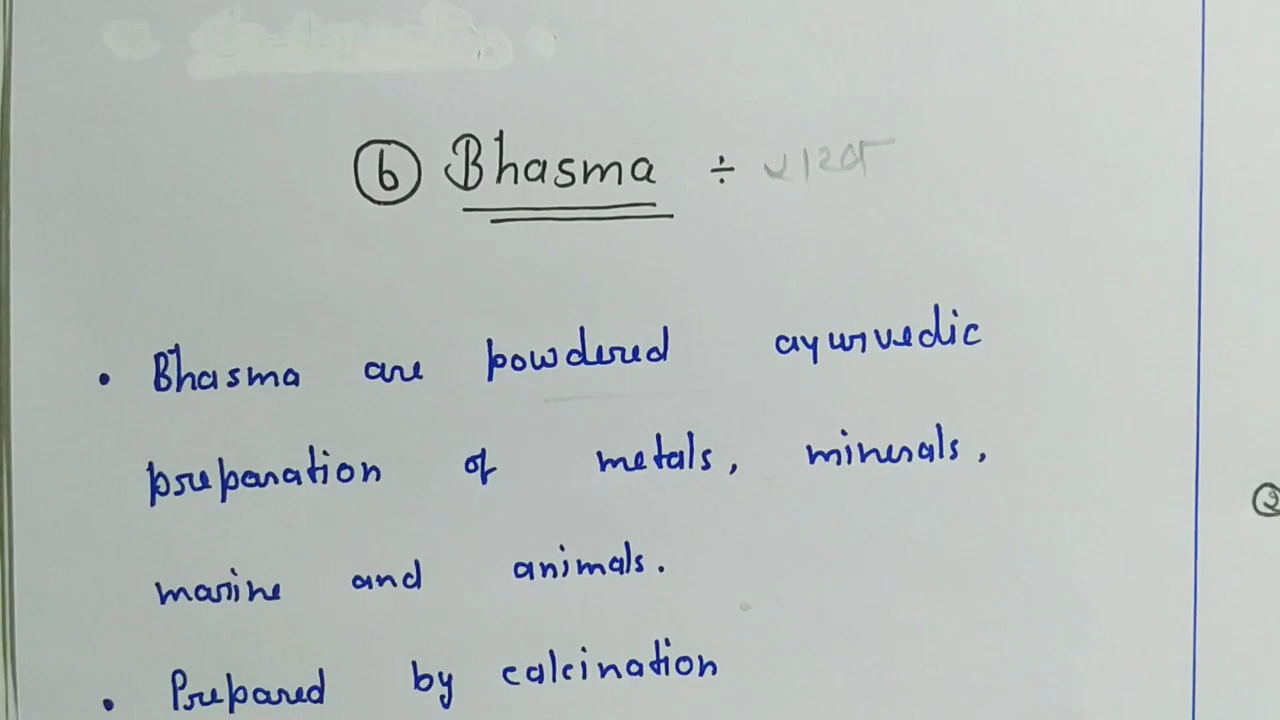 ⑥ Bhasma ÷
• Bhasma are powdered ayurvedic
preparation of metals, minerals,
marine and animals.
• Prepared by calcination